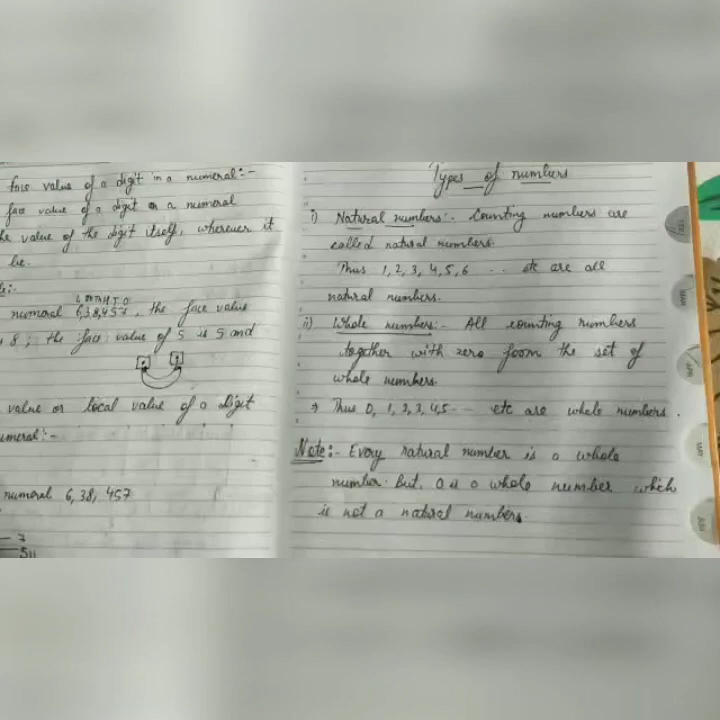 face value of a digit in a numeral:-
face value of a digit in a numeral
the value of the digit itself, wherever it
be.
numeral 6,38,457, the face value
8; the face value of 5 is 5 and
value or local value of a digit
numeral:-
numeral 6,38,457
7
Types of numbers
i) Natural numbers:- Counting numbers are
called natural numbers.
Thus 1, 2, 3, 4, 5, 6 .. etc are all
natural numbers.
ii) Whole numbers:- All counting numbers
together with zero foom the set of
whole numbers.
⇒ Thus 0, 1, 2, 3, 4, 5 -- etc are whole numbers.
Note:- Every natural number is a whole
number. But, 0 is a whole number which
is not a natural numbers.
MAR
APR
MAY